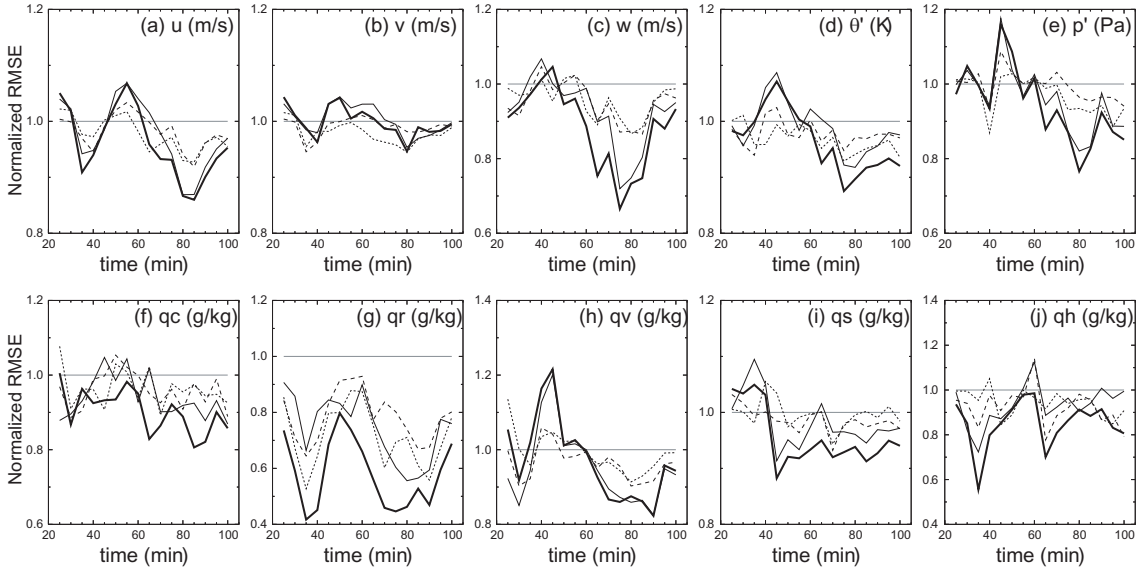 (a) u (m/s)
(b) v (m/s)
(c) w (m/s)
(d) θ' (K)
(e) p' (Pa)
Normalized RMSE
1.2
1.0
0.8
20 40 60 80 100
time (min)
1.2
1.0
0.8
20 40 60 80 100
time (min)
1.2
1.0
0.8
0.6
20 40 60 80 100
time (min)
1.2
1.0
0.8
20 40 60 80 100
time (min)
1.2
1.0
0.8
0.6
20 40 60 80 100
time (min)
(f) qc (g/kg)
(g) qr (g/kg)
(h) qv (g/kg)
(i) qs (g/kg)
(j) qh (g/kg)
Normalized RMSE
1.2
1.0
0.8
0.6
20 40 60 80 100
time (min)
1.2
1.0
0.8
0.6
0.4
20 40 60 80 100
time (min)
1.4
1.2
1.0
0.8
20 40 60 80 100
time (min)
1.2
1.0
0.8
20 40 60 80 100
time (min)
1.4
1.2
1.0
0.8
0.6
0.4
20 40 60 80 100
time (min)